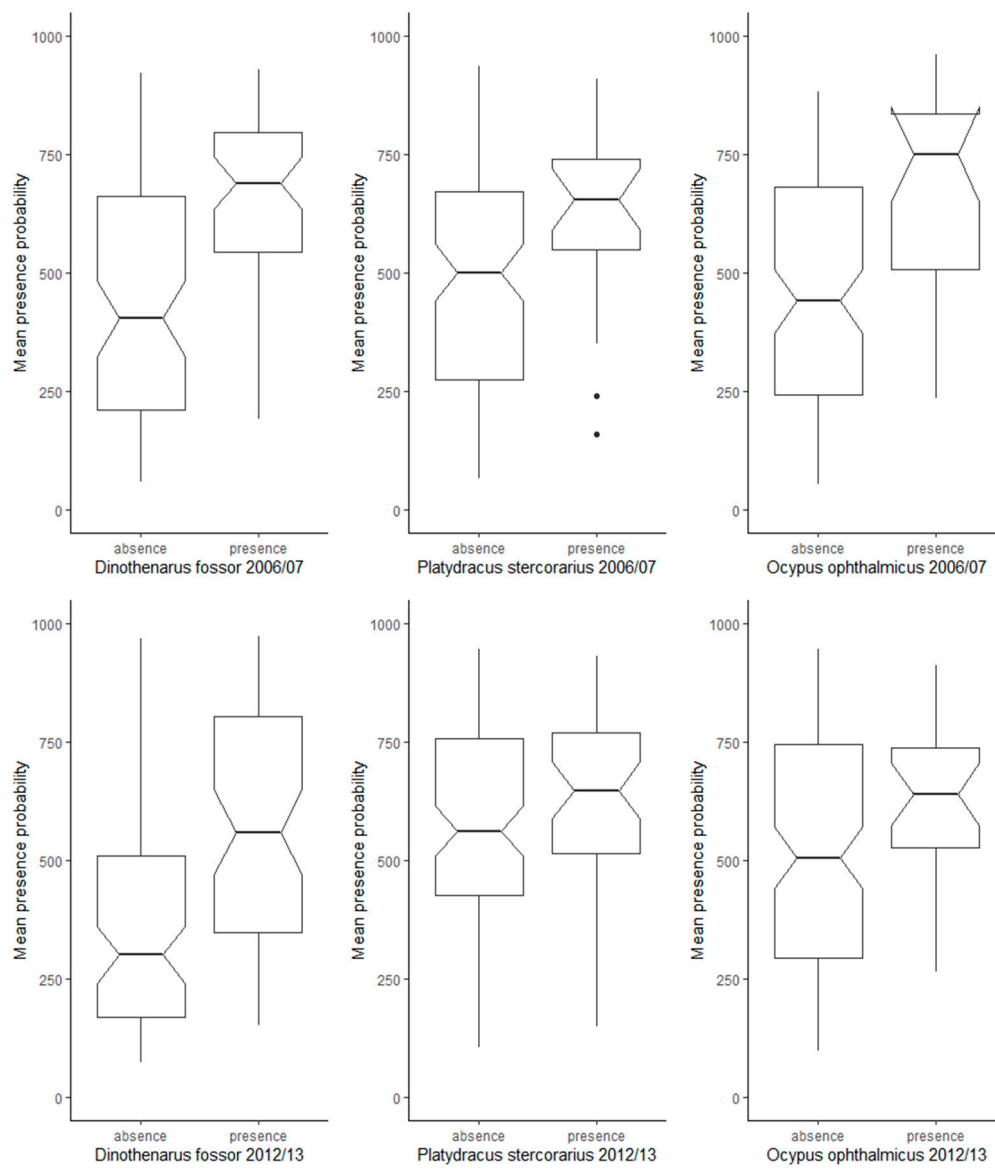 Mean presence probability
1000
750
500
250
0
absence presence
Dinothenarus fossor 2006/07
Mean presence probability
1000
750
500
250
0
absence presence
Platydracus stercorarius 2006/07
Mean presence probability
1000
750
500
250
0
absence presence
Ocypus ophthalmicus 2006/07
Mean presence probability
1000
750
500
250
0
absence presence
Dinothenarus fossor 2012/13
Mean presence probability
1000
750
500
250
0
absence presence
Platydracus stercorarius 2012/13
Mean presence probability
1000
750
500
250
0
absence presence
Ocypus ophthalmicus 2012/13